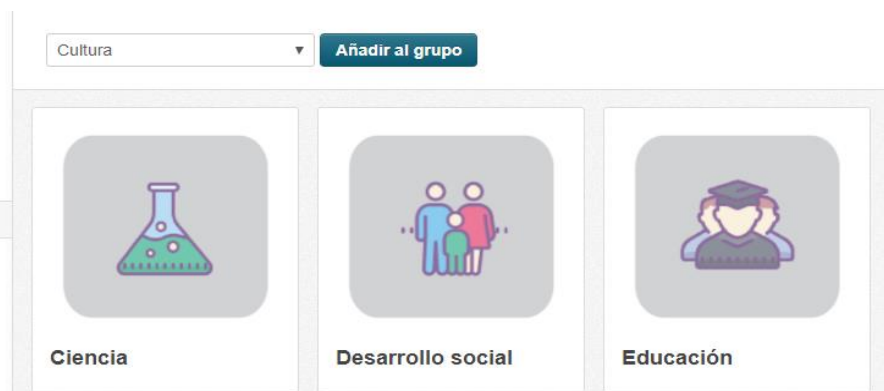 Cultura
Añadir al grupo
Ciencia
Desarrollo social
Educación